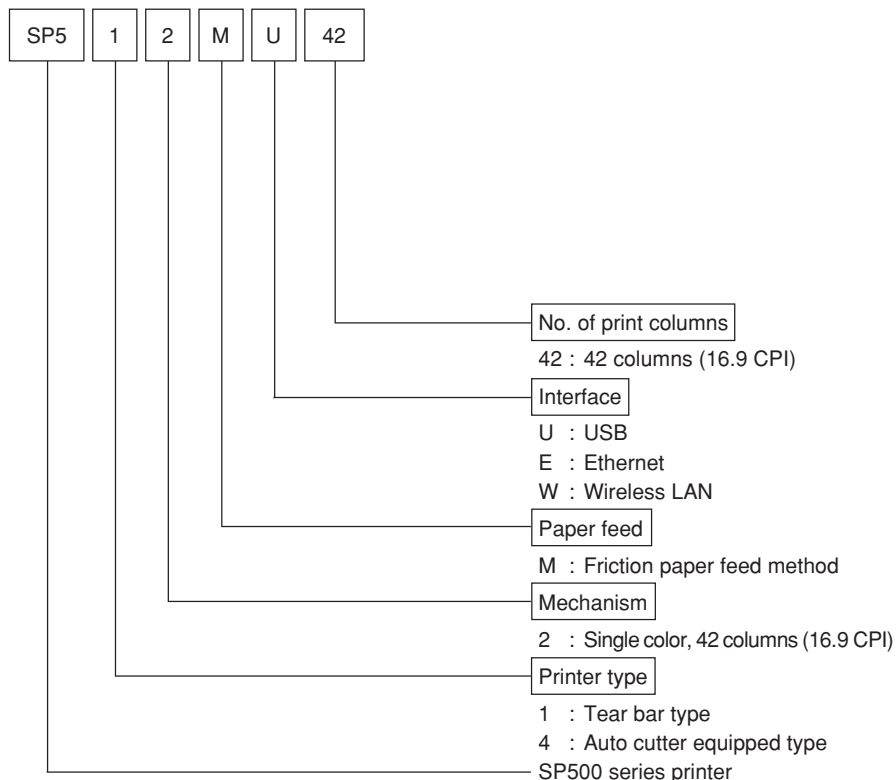 SP5 1 2 M U 42
No. of print columns
42 : 42 columns (16.9 CPI)
Interface
U : USB
E : Ethernet
W : Wireless LAN
Paper feed
M : Friction paper feed method
Mechanism
2 : Single color, 42 columns (16.9 CPI)
Printer type
1 : Tear bar type
4 : Auto cutter equipped type
SP500 series printer